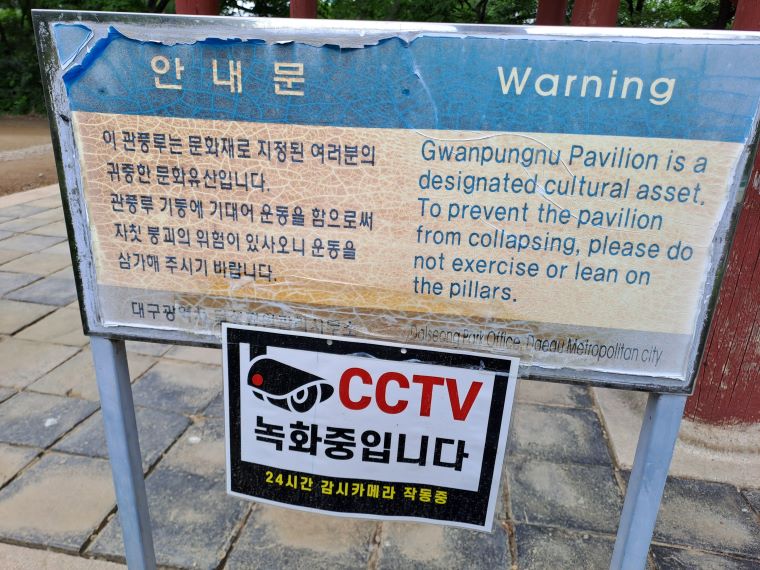 안내문
이 관풍루는 문화재로 지정된 여러분의
귀중한 문화유산입니다.
관풍루 기둥에 기대어 운동을 함으로써
자칫 붕괴의 위험이 있사오니 운동을
삼가해 주시기 바랍니다.
대구광역시
Warning
Gwanpungnu Pavilion is a
designated cultural asset.
To prevent the pavilion
from collapsing, please do
not exercise or lean on
the pillars.
Dalseong Park Office, Daegu Metropolitan city
CCTV
녹화중입니다
24시간 감시카메라 작동중